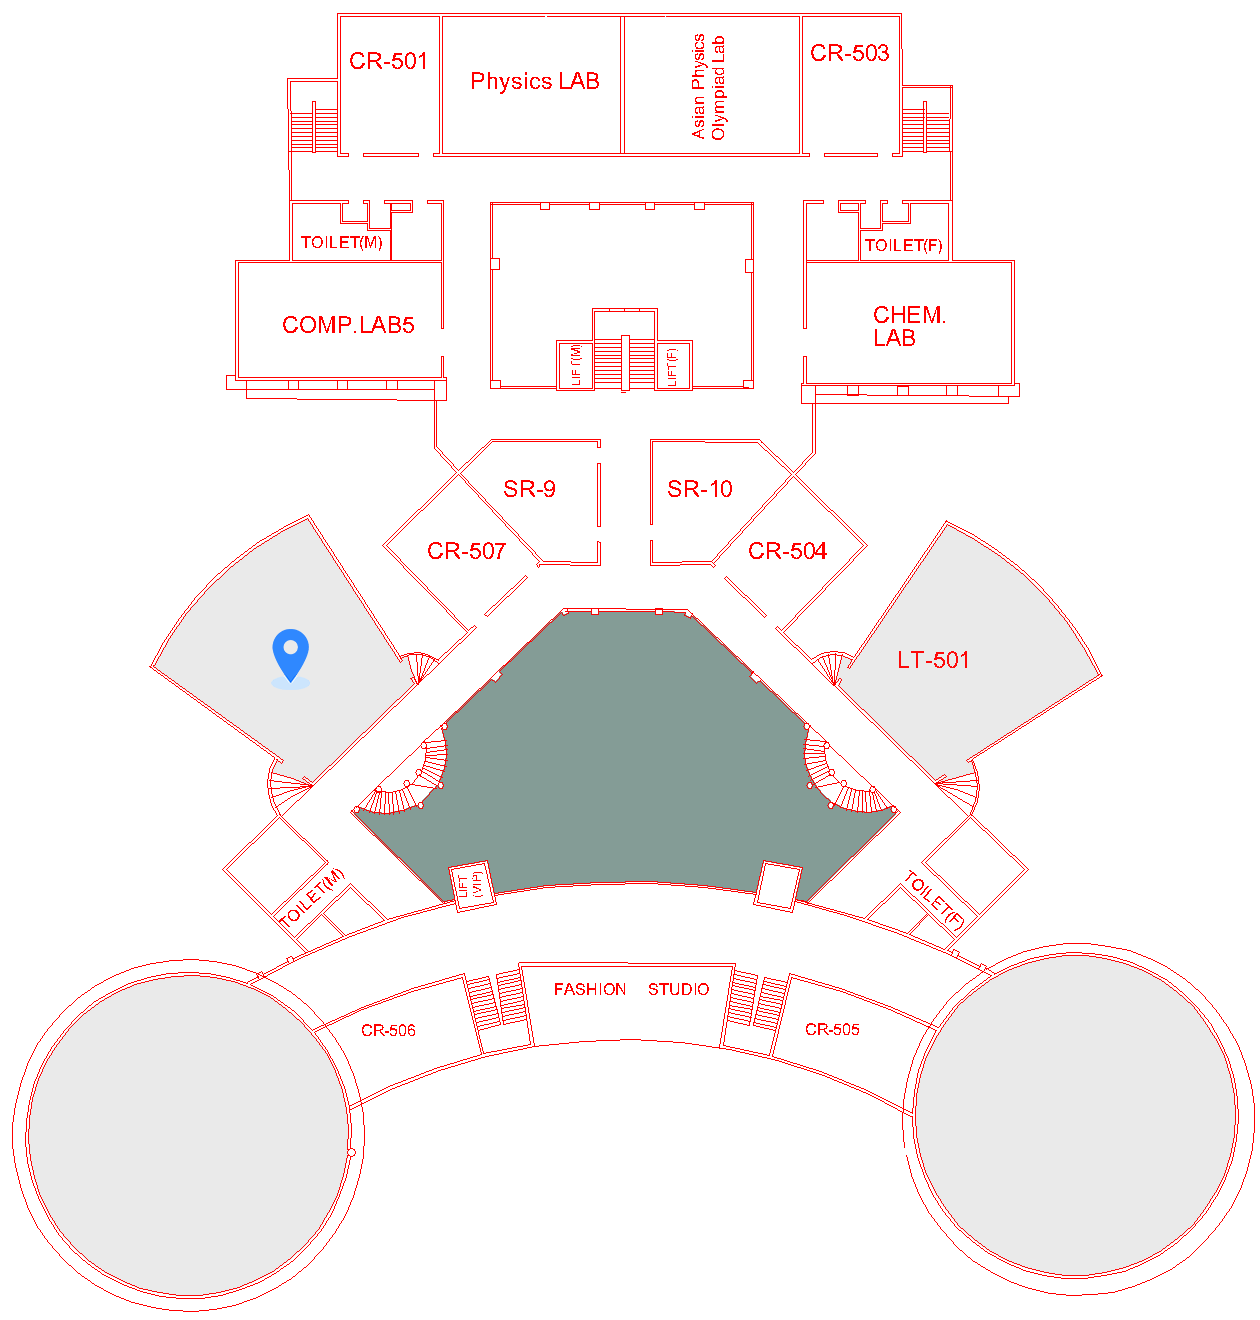 CR-501
Physics LAB
Asian Physics
Olympiad Lab
CR-503
TOILET(M)
TOILET(F)
COMP.LAB5
CHEM.
LAB
LIFT(M)
LIFT(F)
SR-9
SR-10
CR-507
CR-504
LT-501
TOILET(M)
LIFT
(VIP)
TOILET(F)
FASHION STUDIO
CR-506
CR-505